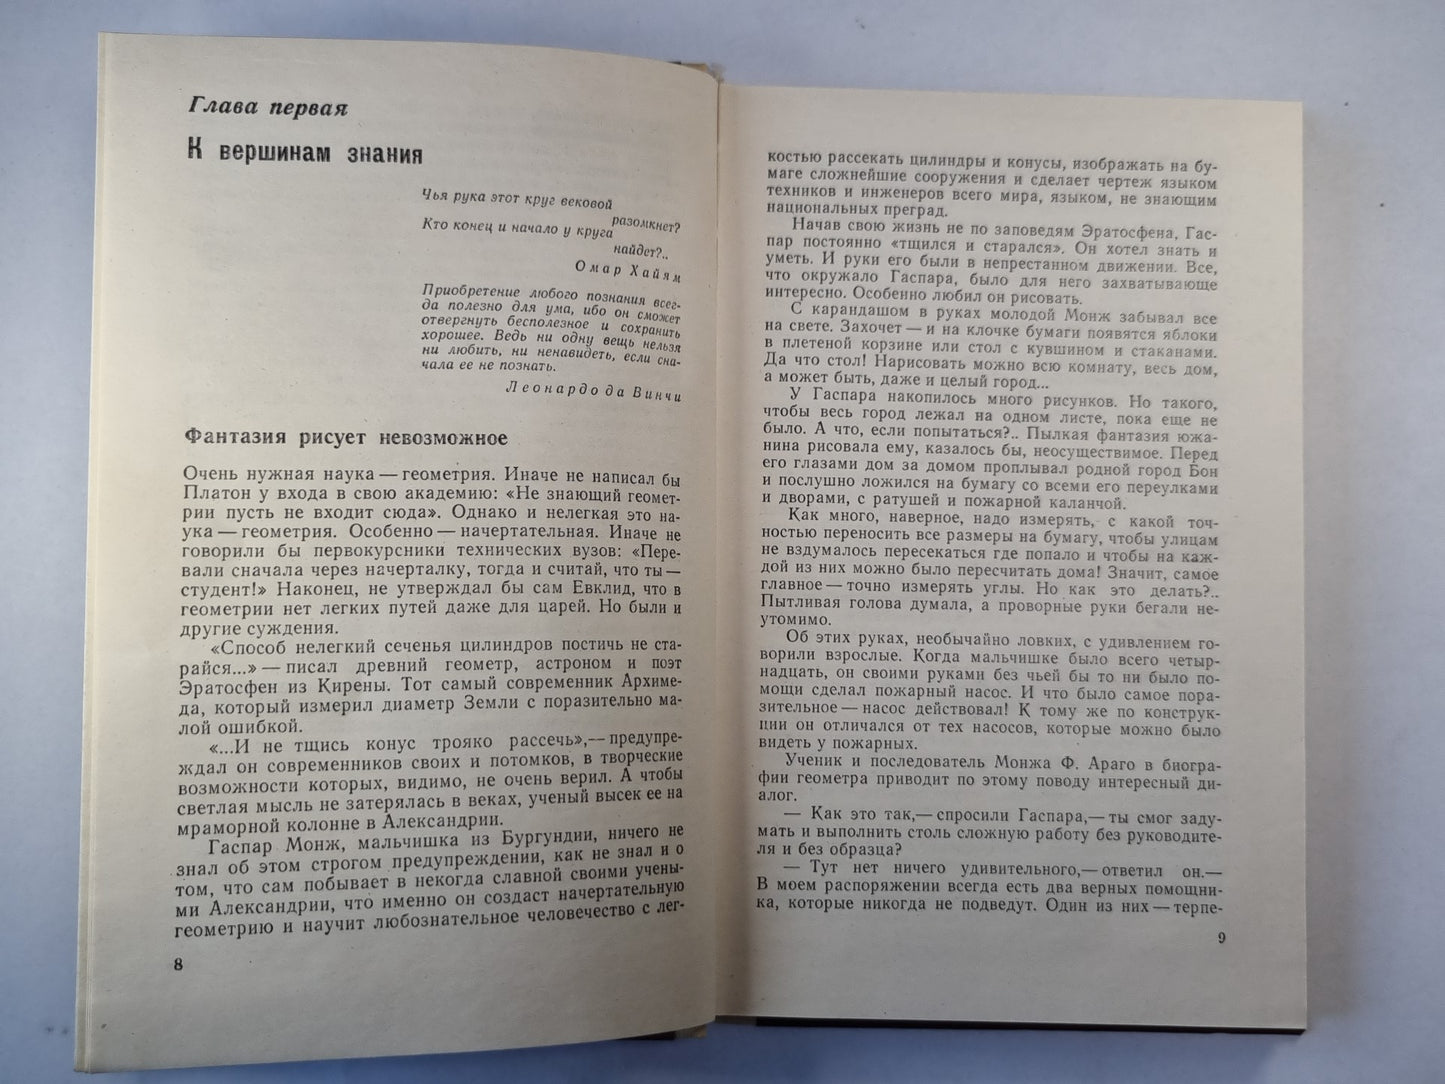 Глава первая
К вершинам знания
Чья рука этот круг вековой
разомкнет?
Кто конец и начало у круга
найдет?..
Омар Хайям
Приобретение любого познания всег-
да полезно для ума, ибо он сможет
отвергнуть бесполезное и сохранить
хорошее. Ведь ни одну вещь нельзя
ни любить, ни ненавидеть, если сна-
чала ее не познать.
Леонардо да Винчи
Фантазия рисует невозможное
Очень нужная наука — геометрия. Иначе не написал бы
Платон у входа в свою академию: «Не знающий геомет-
рии пусть не входит сюда». Однако и нелегкая это на-
ука — геометрия. Особенно — начертательная. Иначе не
говорили бы первокурсники технических вузов: «Пере-
вали сначала через начерталку, тогда и считай, что ты —
студент!» Наконец, не утверждал бы сам Евклид, что в
геометрии нет легких путей даже для царей. Но были и
другие суждения.
«Способ нелегкий сеченья цилиндров постичь не ста-
райся...» — писал древний геометр, астроном и поэт
Эратосфен из Кирены. Тот самый современник Архиме-
да, который измерил диаметр Земли с поразительно ма-
лой ошибкой.
«...И не тщись конус трояко рассечь»,— предупре-
ждал он современников своих и потомков, в творческие
возможности которых, видимо, не очень верил. А чтобы
светлая мысль не затерялась в веках, ученый высек ее на
мраморной колонне в Александрии.
Гаспар Монж, мальчишка из Бургундии, ничего не
знал об этом строгом предупреждении, как не знал и о
том, что сам побывает в некогда славной своими учены-
ми Александрии, что именно он создаст начертательную
геометрию и научит любознательное человечество с лег-
8
костью рассекать цилиндры и конусы, изображать на бу-
маге сложнейшие сооружения и сделает чертеж языком
техников и инженеров всего мира, языком, не знающим
национальных преград.
Начав свою жизнь не по заповедям Эратосфена, Гас-
пар постоянно «тщился и старался». Он хотел знать и
уметь. И руки его были в непрестанном движении. Все,
что окружало Гаспара, было для него захватывающе
интересно. Особенно любил он рисовать.
С карандашом в руках молодой Монж забывал все
на свете. Захочет — и на клочке бумаги появятся яблоки
в плетеной корзине или стол с кувшином и стаканами.
Да что стол! Нарисовать можно всю комнату, весь дом,
а может быть, даже и целый город...
У Гаспара накопилось много рисунков. Но такого,
чтобы весь город лежал на одном листе, пока еще не
было. А что, если попытаться?.. Пылкая фантазия южа-
нина рисовала ему, казалось бы, неосуществимое. Перед
его глазами дом за домом проплывал родной город Бон
и послушно ложился на бумагу со всеми его переулками
и дворами, с ратушей и пожарной каланчой.
Как много, наверное, надо измерять, с какой точ-
ностью переносить все размеры на бумагу, чтобы улицам
не вздумалось пересекаться где попало и чтобы на каж-
дой из них можно было пересчитать дома! Значит, самое
главное — точно измерять углы. Но как это делать?..
Пытливая голова думала, а проворные руки бегали не-
утомимо.
Об этих руках, необычайно ловких, с удивлением го-
ворили взрослые. Когда мальчишке было всего четыр-
надцать, он своими руками без чьей бы то ни было по-
мощи сделал пожарный насос. И что было самое пора-
зительное — насос действовал! К тому же по конструк-
ции он отличался от тех насосов, которые можно было
видеть у пожарных.
Ученик и последователь Монжа Ф. Араго в биогра-
фии геометра приводит по этому поводу интересный ди-
алог.
— Как это так,— спросили Гаспара,— ты смог заду-
мать и выполнить столь сложную работу без руководите-
ля и без образца?
— Тут нет ничего удивительного,— ответил он.—
В моем распоряжении всегда есть два верных помощни-
ка, которые никогда не подведут. Один из них — терпе-
9